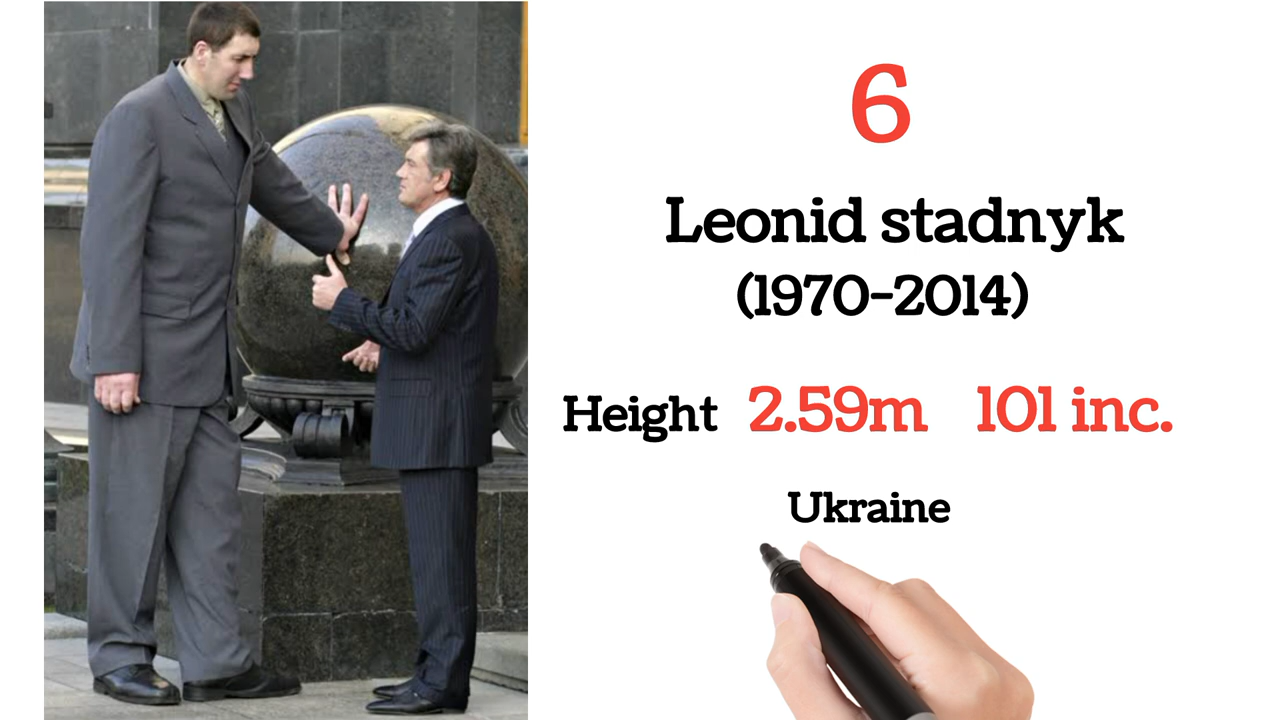 6
Leonid stadnyk
(1970-2014)
Height 2.59m 101 inc.
Ukraine